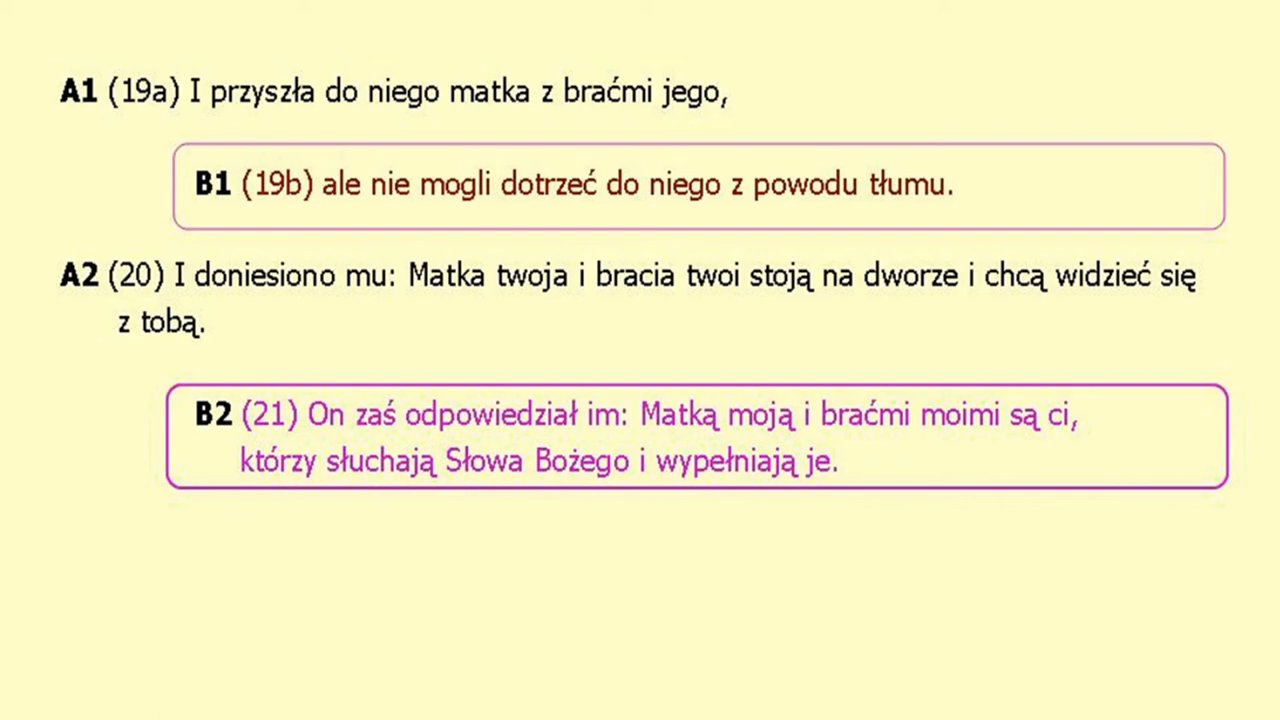 A1 (19a) I przyszła do niego matka z braćmi jego,
B1 (19b) ale nie mogli dotrzeć do niego z powodu tłumu.
A2 (20) I doniesiono mu: Matka twoja i bracia twoi stoją na dworze i chcą widzieć się
z tobą.
B2 (21) On zaś odpowiedział im: Matką moją i braćmi moimi są ci,
którzy słuchają Słowa Bożego i wypełniają je.